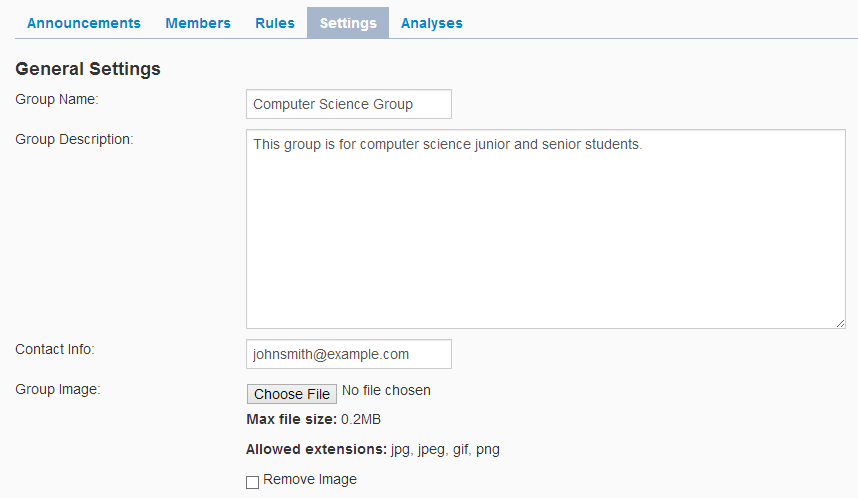 Announcements Members Rules Settings Analyses
General Settings
Group Name: Computer Science Group
Group Description: This group is for computer science junior and senior students.
Contact Info: johnsmith@example.com
Group Image: Choose File No file chosen
Max file size: 0.2MB
Allowed extensions: jpg, jpeg, gif, png
Remove Image